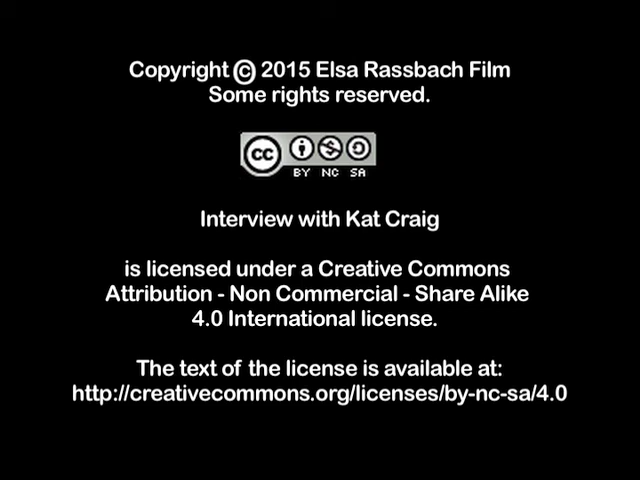 Copyright © 2015 Elsa Rassbach Film
Some rights reserved.
cc
BY NC SA
Interview with Kat Craig
is licensed under a Creative Commons
Attribution - Non Commercial - Share Alike
4.0 International license.
The text of the license is available at:
http://creativecommons.org/licenses/by-nc-sa/4.0